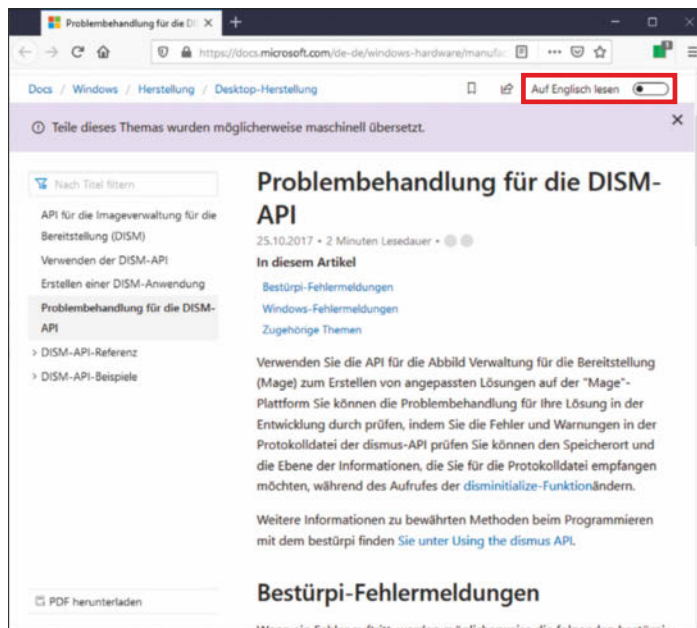 Problembehandlung für die DI
https://docs.microsoft.com/de-de/windows-hardware/manufac
Docs / Windows / Herstellung / Desktop-Herstellung
Auf Englisch lesen
Teile dieses Themas wurden möglicherweise maschinell übersetzt.
Nach Titel filtern
API für die Imageverwaltung für die
Bereitstellung (DISM)
Verwenden der DISM-API
Erstellen einer DISM-Anwendung
Problembehandlung für die DISM-
API
> DISM-API-Referenz
> DISM-API-Beispiele
PDF herunterladen
Problembehandlung für die DISM-
API
25.10.2017 • 2 Minuten Lesedauer •
In diesem Artikel
Bestürpi-Fehlermeldungen
Windows-Fehlermeldungen
Zugehörige Themen
Verwenden Sie die API für die Abbild Verwaltung für die Bereitstellung
(Mage) zum Erstellen von angepassten Lösungen auf der "Mage"-
Plattform Sie können die Problembehandlung für Ihre Lösung in der
Entwicklung durch prüfen, indem Sie die Fehler und Warnungen in der
Protokolldatei der dismus-API prüfen Sie können den Speicherort und
die Ebene der Informationen, die Sie für die Protokolldatei empfangen
möchten, während des Aufrufes der disminitialize-Funktionändern.
Weitere Informationen zu bewährten Methoden beim Programmieren
mit dem bestürpi finden Sie unter Using the dismus API.
Bestürpi-Fehlermeldungen